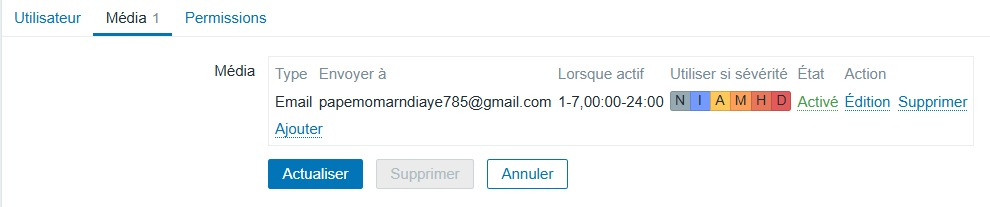 Utilisateur Média 1 Permissions
Média Type Envoyer à Lorsque actif Utiliser si sévérité État Action
Email papemomarndiaye785@gmail.com 1-7,00:00-24:00 N I A M H D Activé Édition Supprimer
Ajouter
Actualiser Supprimer Annuler